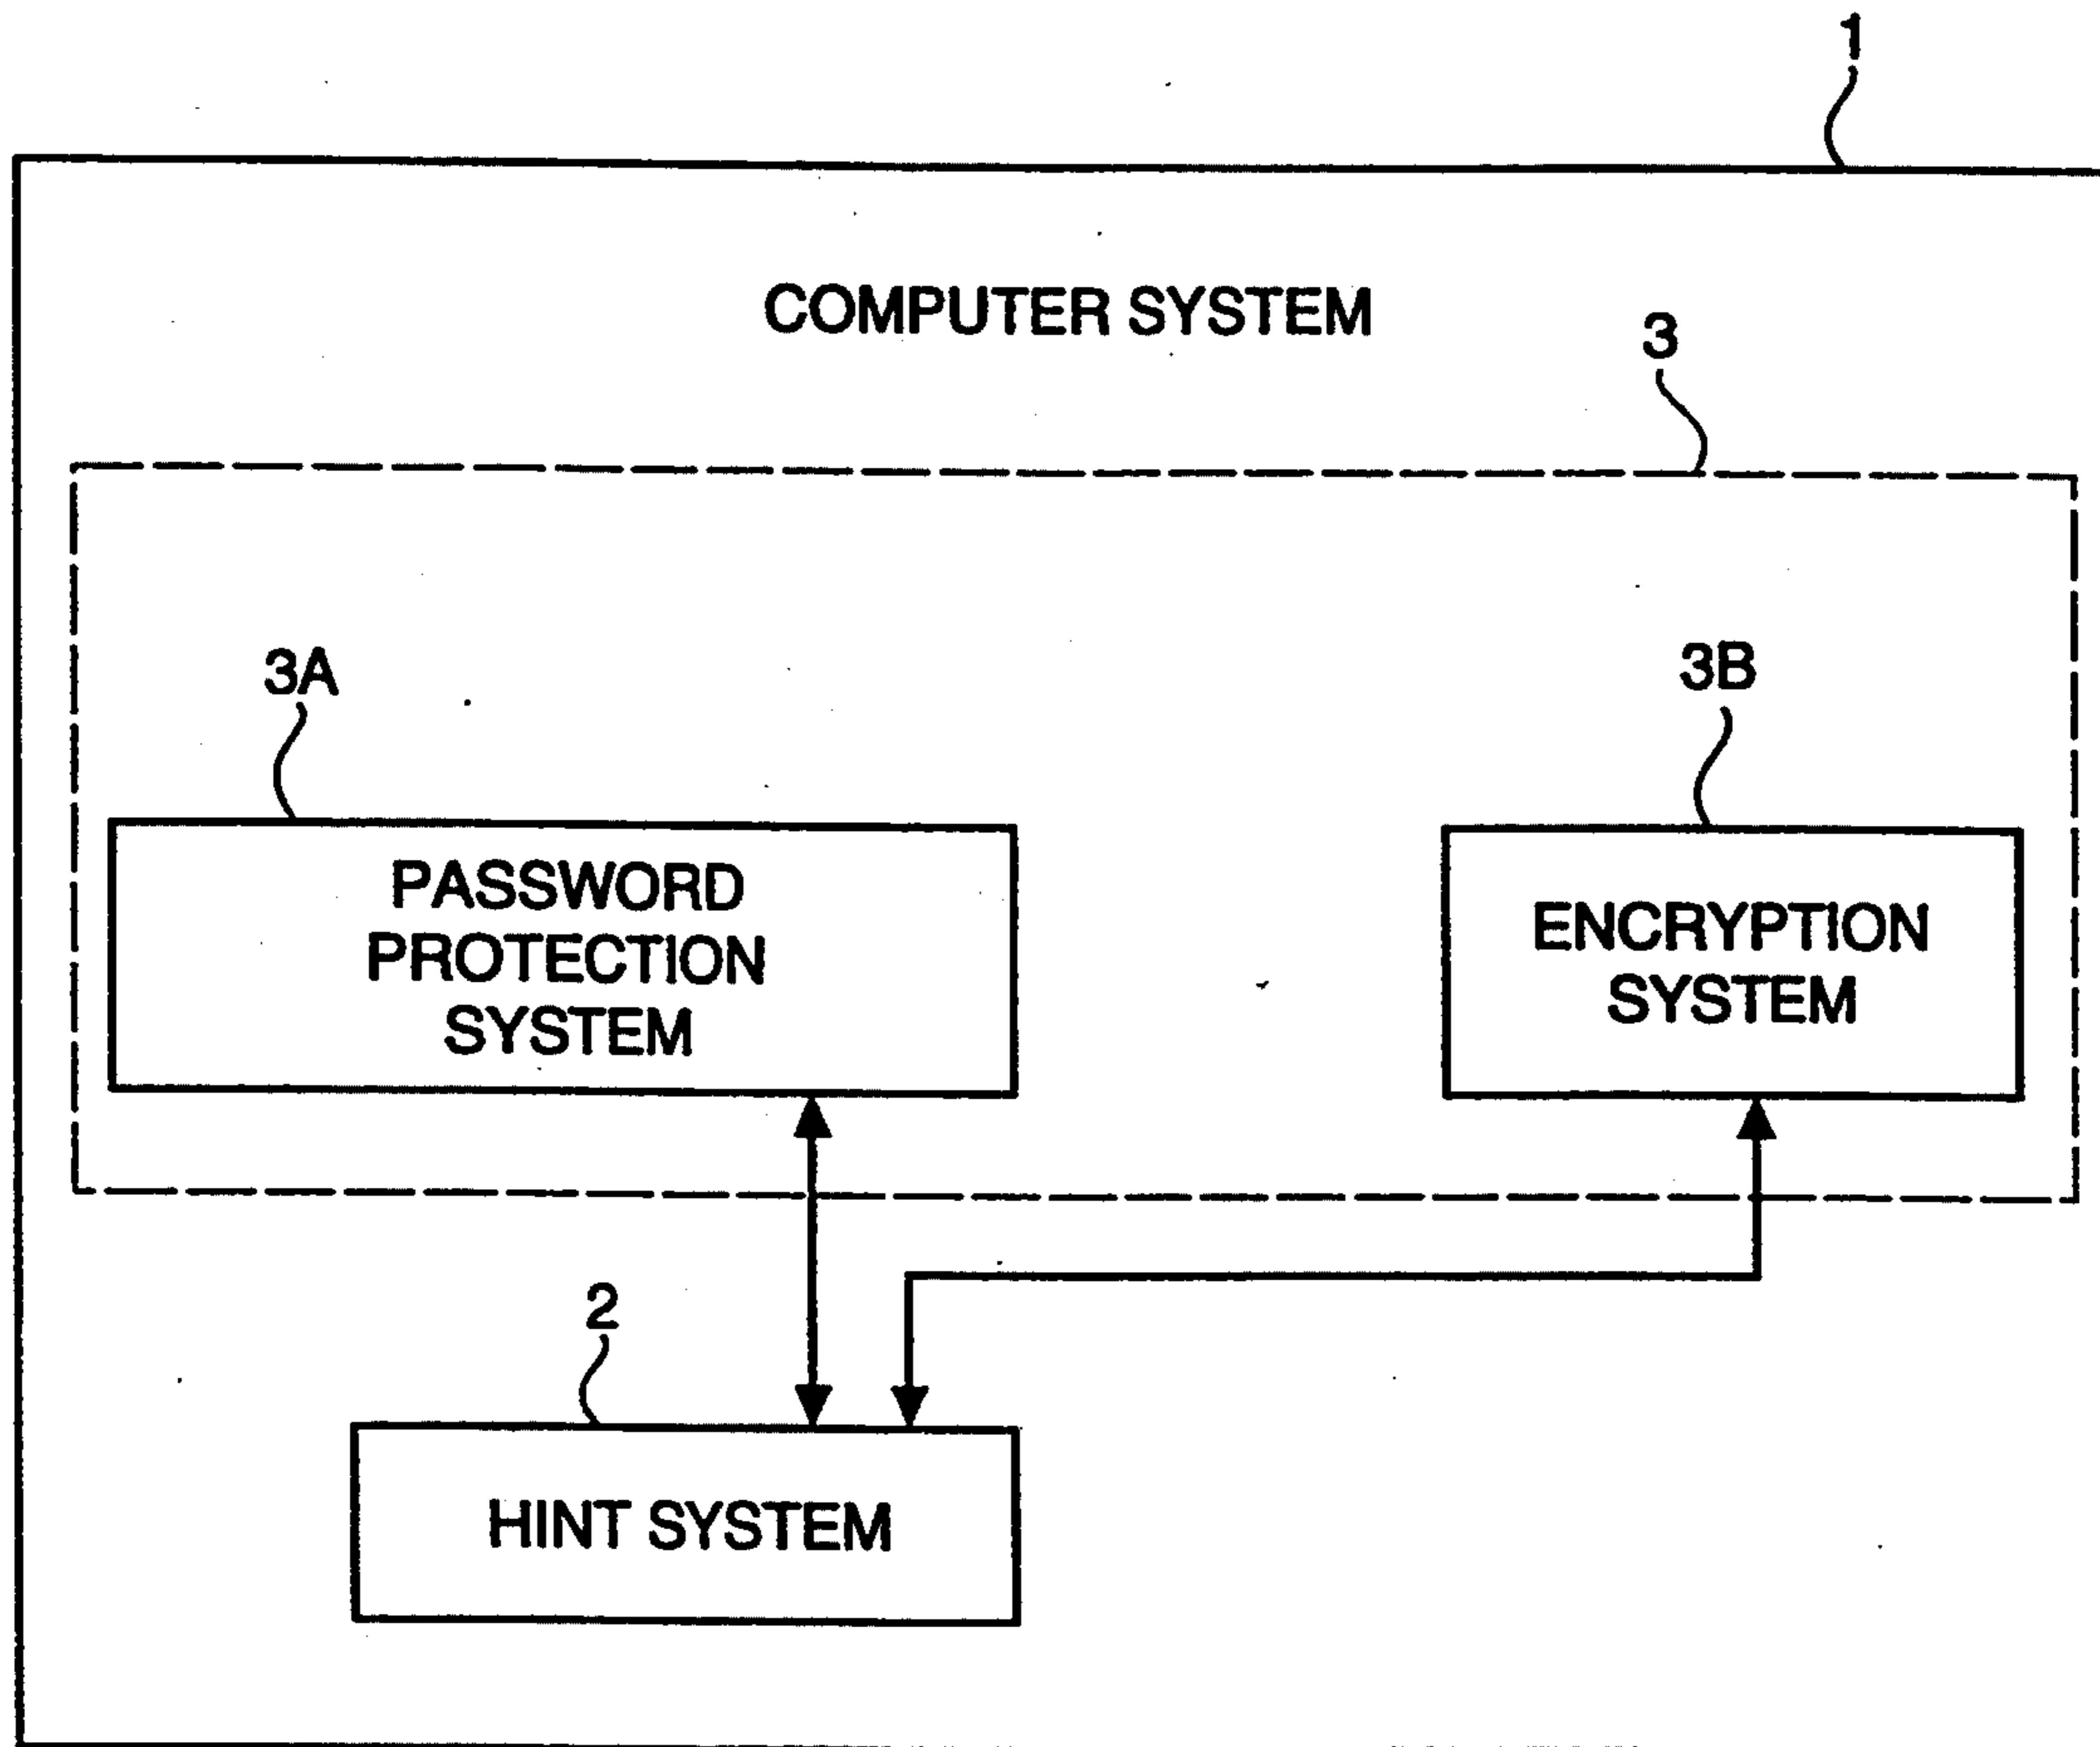 1
COMPUTER SYSTEM
3
3A
3B
PASSWORD
PROTECTION
SYSTEM
ENCRYPTION
SYSTEM
2
HINT SYSTEM